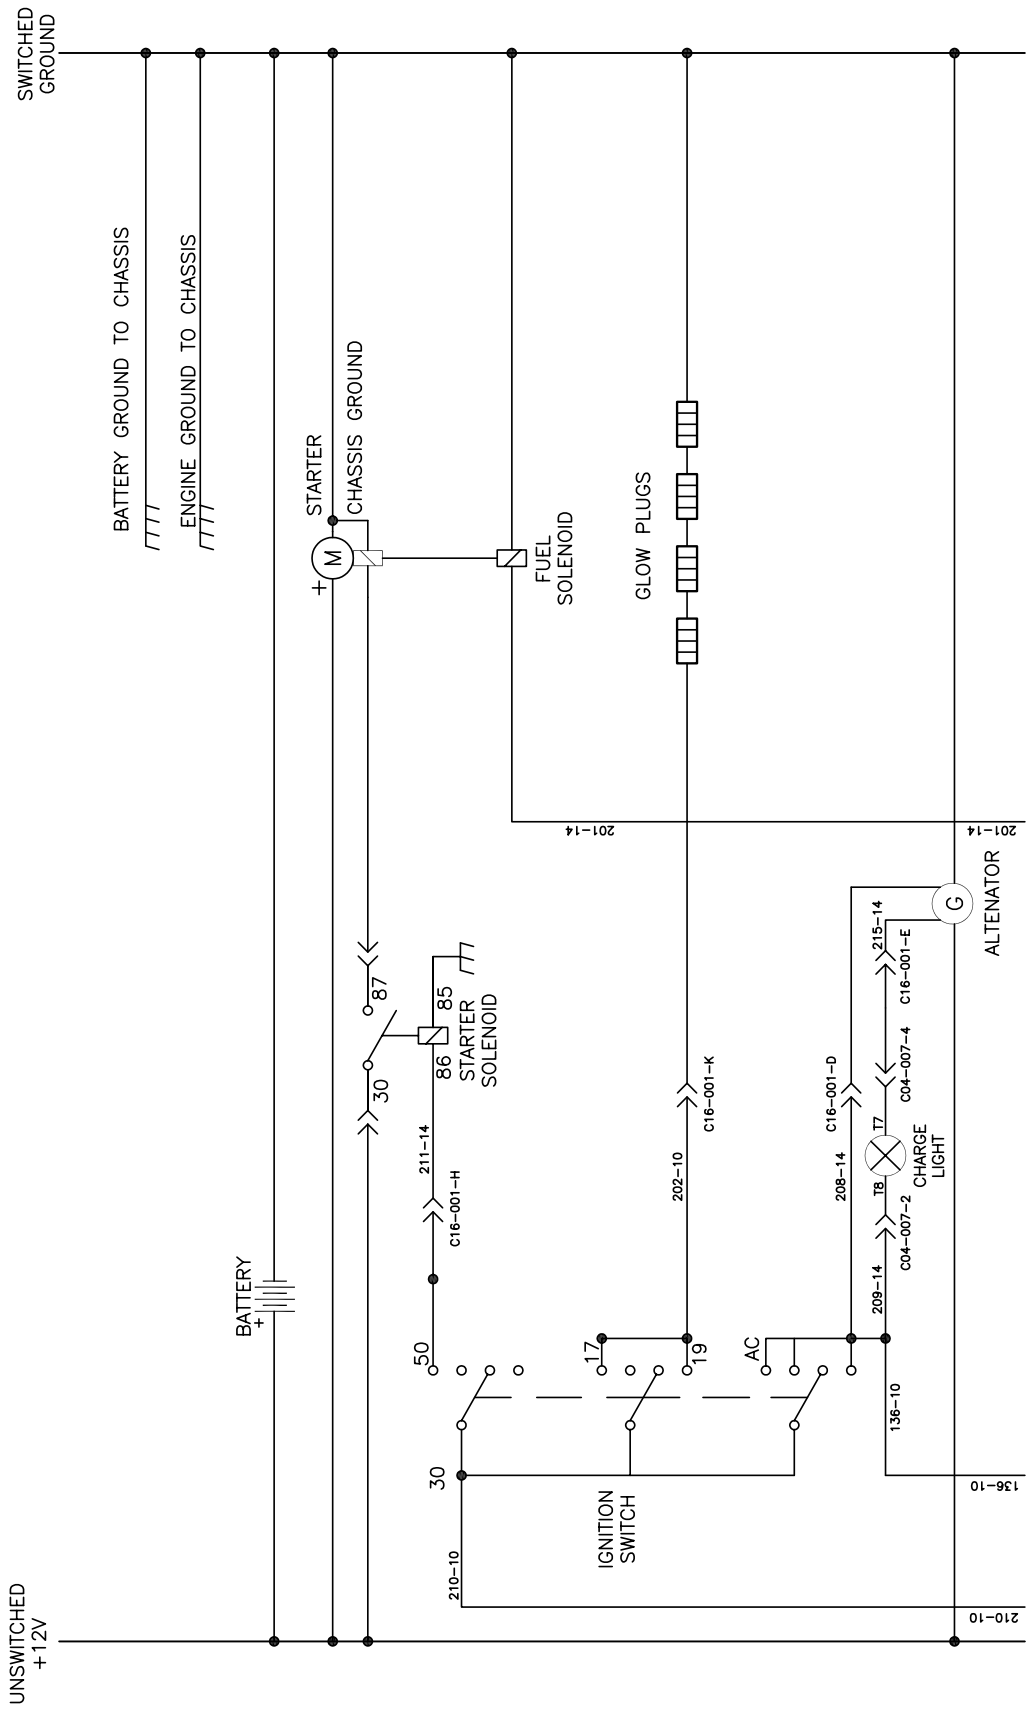 SWITCHED
GROUND
BATTERY GROUND TO CHASSIS
ENGINE GROUND TO CHASSIS
STARTER
CHASSIS GROUND
M
+
FUEL
SOLENOID
GLOW PLUGS
201-14
201-14
ALTENATOR
G
215-14
C16-001-E
87
30
85
86
STARTER
SOLENOID
211-14
C16-001-H
C16-001-K
202-10
C16-001-D
208-14
C04-007-4
T7
CHARGE
LIGHT
T8
C04-007-2
209-14
BATTERY
+
50
17
19
AC
136-10
136-10
30
IGNITION
SWITCH
210-10
210-10
UNSWITCHED
+12V